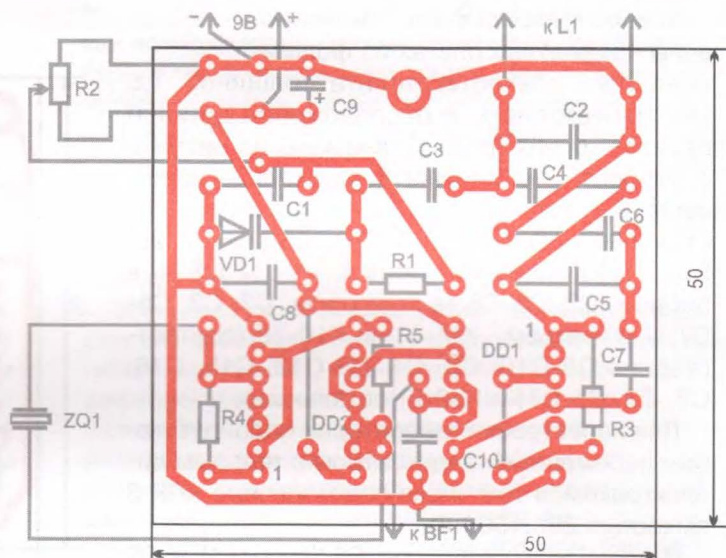 − 9В +
к L1
R2
C9
C2
C3
C4
C1
C6
VD1
R1
C8
C5
50
1
R5
DD1
C7
ZQ1
R4
DD2
R3
1
C10
к BF1
50